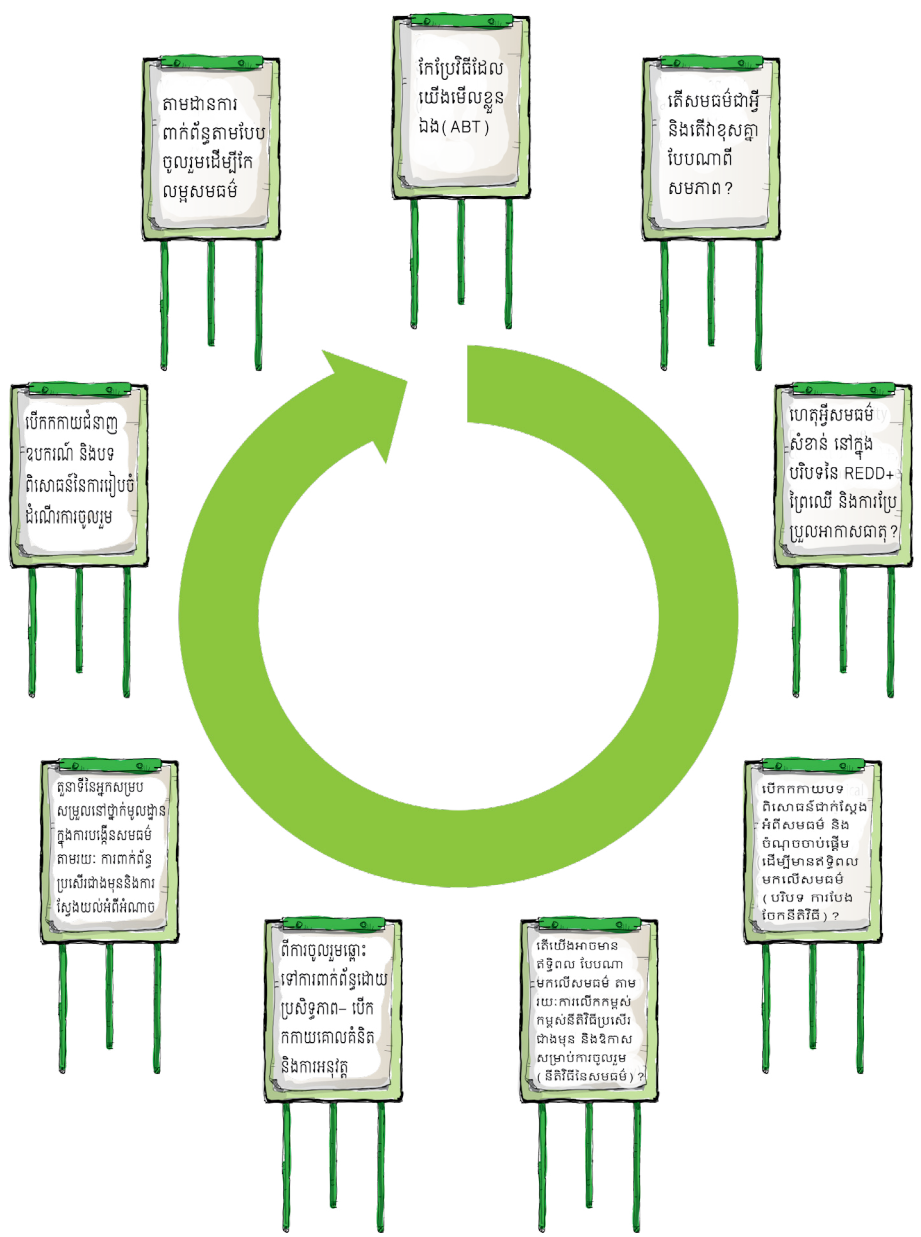 កែប្រែវិធីដែល
យើងមើលខ្លួន
ឯង(ABT)
តើសមធម៌ជាអ្វី
និងតើវាខុសគ្នា
បែបណាពី
សមភាព?
ហេតុអ្វីសមធម៌
សំខាន់ នៅក្នុង
បរិបទនៃ REDD+
ព្រៃឈើ និងការប្រែ
ប្រួលអាកាសធាតុ?
បើកកកាយបទ
ពិសោធន៍ជាក់ស្តែង
អំពីសមធម៌ និង
ចំណុចចាប់ផ្តើម
ដើម្បីមានឥទ្ធិពល
មកលើសមធម៌
(បរិបទ ការបែង
ចែកនីតិវិធី)?
តើយើងអាចមាន
ឥទ្ធិពល បែបណា
មកលើសមធម៌ តាម
រយៈការលើកកម្ពស់
កម្ពស់នីតិវិធីប្រសើរ
ជាងមុន និងឱកាស
សម្រាប់ការចូលរួម
(នីតិវិធីនៃសមធម៌)?
ពីការចូលរួមឆ្ពោះ
ទៅការពាក់ព័ន្ធដោយ
ប្រសិទ្ធភាព– បើក
កកាយគោលគំនិត
និងការអនុវត្ត
តួនាទីនៃអ្នកសម្រប
សម្រួលនៅថ្នាក់មូលដ្ឋាន
ក្នុងការបង្កើនសមធម៌
តាមរយៈ ការពាក់ព័ន្ធ
ប្រសើរជាងមុននិងការ
ស្វែងយល់អំពីអំណាច
បើកកកាយជំនាញ
ឧបករណ៍ និងបទ
ពិសោធន៍នៃការរៀបចំ
ដំណើរការចូលរួម
តាមដានការ
ពាក់ព័ន្ធតាមបែប
ចូលរួមដើម្បីកែ
លម្អសមធម៌